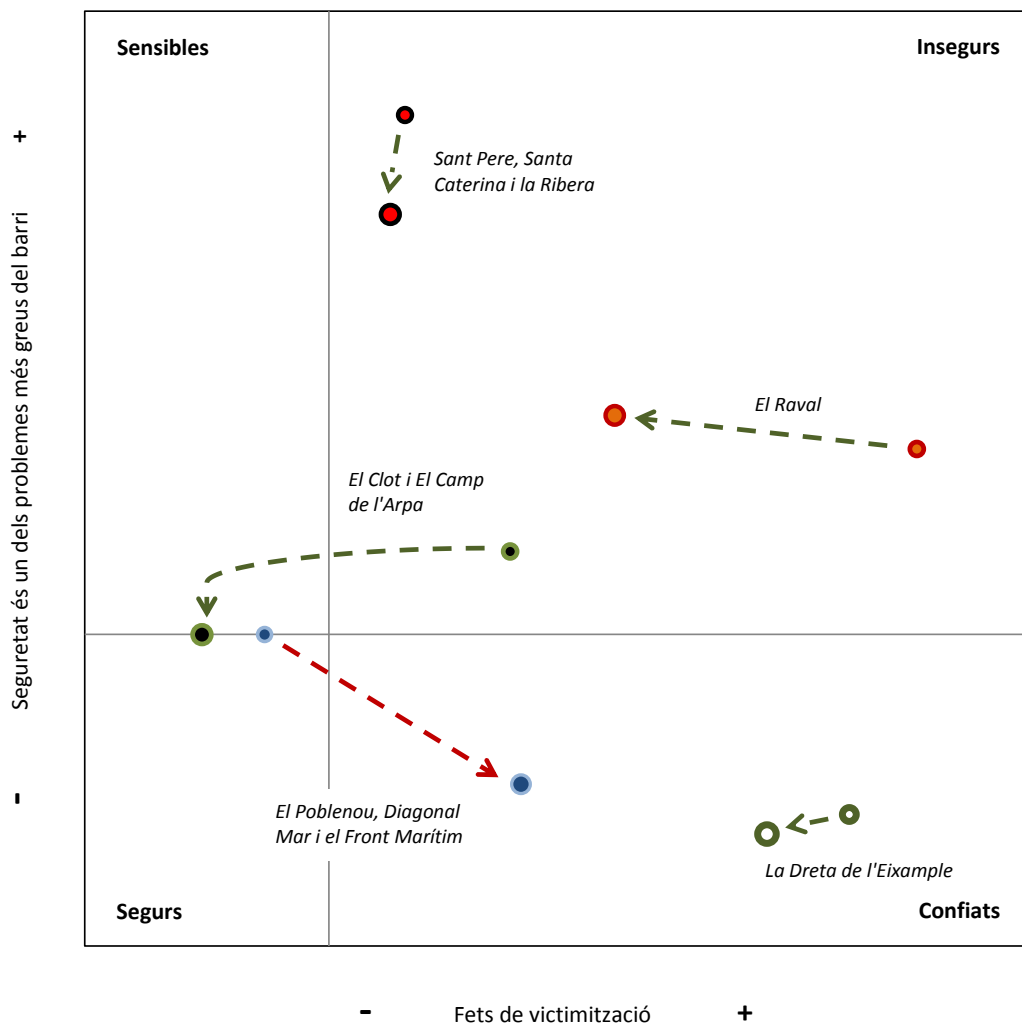 Sensibles
Insegurs
+
Sant Pere, Santa
Caterina i la Ribera
Seguretat és un dels problemes més greus del barri
El Raval
El Clot i El Camp
de l'Arpa
-
El Poblenou, Diagonal
Mar i el Front Marítim
La Dreta de l'Eixample
Segurs
Confiats
- Fets de victimització +